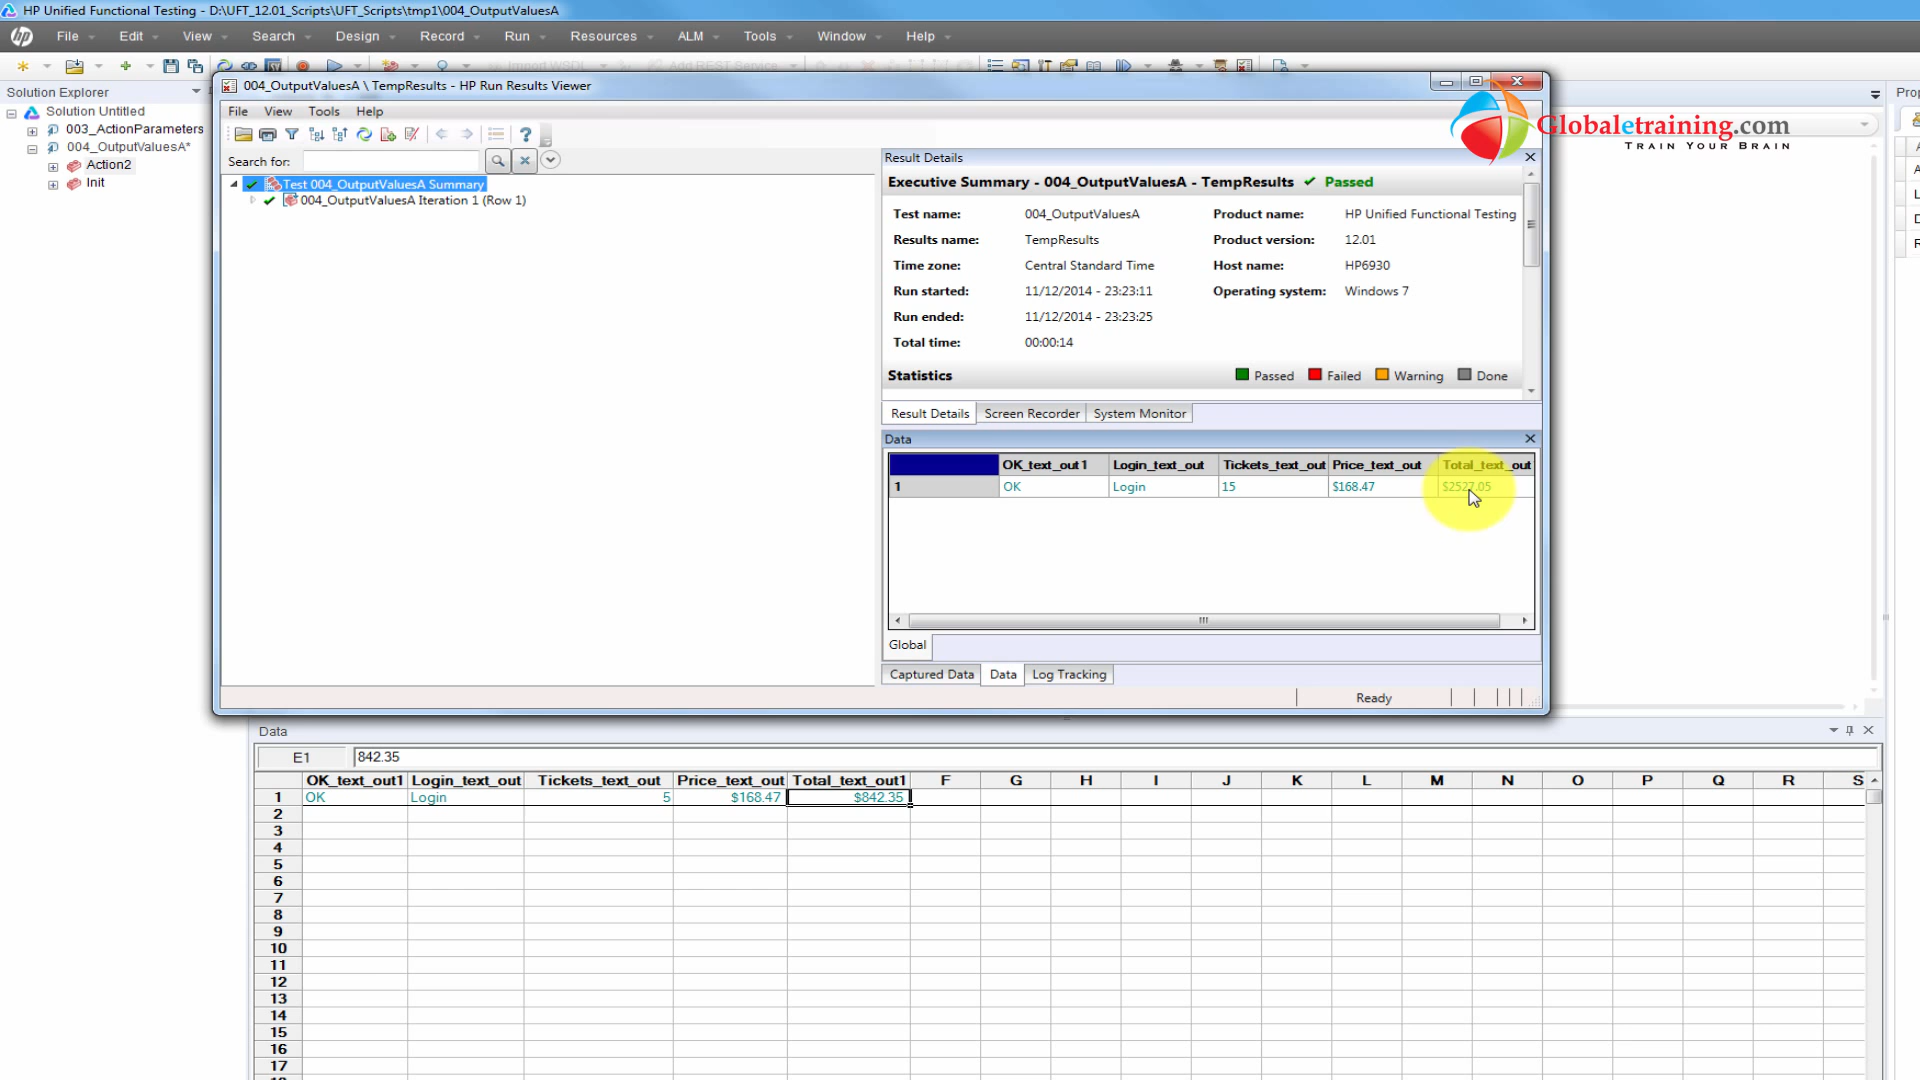 HP Unified Functional Testing - D:\UFT_12.01_Scripts\UFT_Scripts\tmp1\004_OutputValuesA
File Edit View Search Design Record Run Resources ALM Tools Window Help
Import WSDL Add REST Service
Solution Explorer
Solution Untitled
003_ActionParameters
004_OutputValuesA*
Action2
Init
004_OutputValuesA \ TempResults - HP Run Results Viewer
File View Tools Help
Search for:
Test 004_OutputValuesA Summary
004_OutputValuesA Iteration 1 (Row 1)
Globaletraining.com
TRAIN YOUR BRAIN
Result Details
Executive Summary - 004_OutputValuesA - TempResults ✓ Passed
Test name: 004_OutputValuesA Product name: HP Unified Functional Testing
Results name: TempResults Product version: 12.01
Time zone: Central Standard Time Host name: HP6930
Run started: 11/12/2014 - 23:23:11 Operating system: Windows 7
Run ended: 11/12/2014 - 23:23:25
Total time: 00:00:14
Statistics Passed Failed Warning Done
Result Details Screen Recorder System Monitor
Data
OK_text_out1 Login_text_out Tickets_text_out Price_text_out Total_text_out
1 OK Login 15 $168.47 $2527.05
Global
Captured Data Data Log Tracking
Ready
Data
E1 842.35
OK_text_out1 Login_text_out Tickets_text_out Price_text_out Total_text_out1 F G H I J K L M N O P Q R S
1 OK Login 5 $168.47 $842.35
2
3
4
5
6
7
8
9
10
11
12
13
14
15
16
17